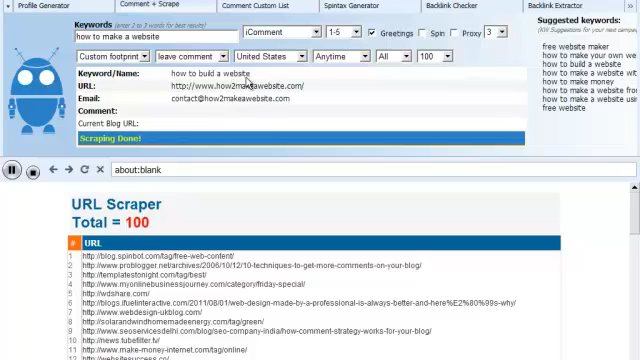 Profile Generator
Comment + Scrape
Comment Custom List
Spintax Generator
Backlink Checker
Backlink Extractor
Keywords (enter 2 to 3 words for best results)
how to make a website
iComment
1-5
Greetings
Spin
Proxy
3
Custom footprint
leave comment
United States
Anytime
All
100
Keyword/Name: how to build a website
URL: http://www.how2makeawebsite.com/
Email: contact@how2makeawebsite.com
Comment:
Current Blog URL:
Scraping Done!
Suggested keywords:
(KW Suggestions for your next campaign
free website maker
how to make your own we
how to build a website
how to make a website wit
how to make money
how to make a website fro
how to make a website usin
free website
about:blank
URL Scraper
Total = 100
# URL
1 http://blog.spinbot.com/tag/free-web-content/
2 http://www.problogger.net/archives/2006/10/12/10-techniques-to-get-more-comments-on-your-blog/
3 http://templatestonight.com/tag/best/
4 http://www.myonlinebusinessjourney.com/category/friday-special/
5 http://wdshare.com/
6 http://blogs.ifuelinteractive.com/2011/08/01/web-design-made-by-a-professional-is-always-better-and-here%E2%80%99s-why/
7 http://www.webdesign-ukblog.com/
8 http://solarandwindhomemadeenergy.com/tag/green/
9 http://www.seoservicesdelhi.com/blog/seo-company-india/how-comment-strategy-works-for-your-blog/
10 http://news.tubefilter.tv/
11 http://www.make-money-internet.com/tag/online/
12 http://websitesuccess.co/